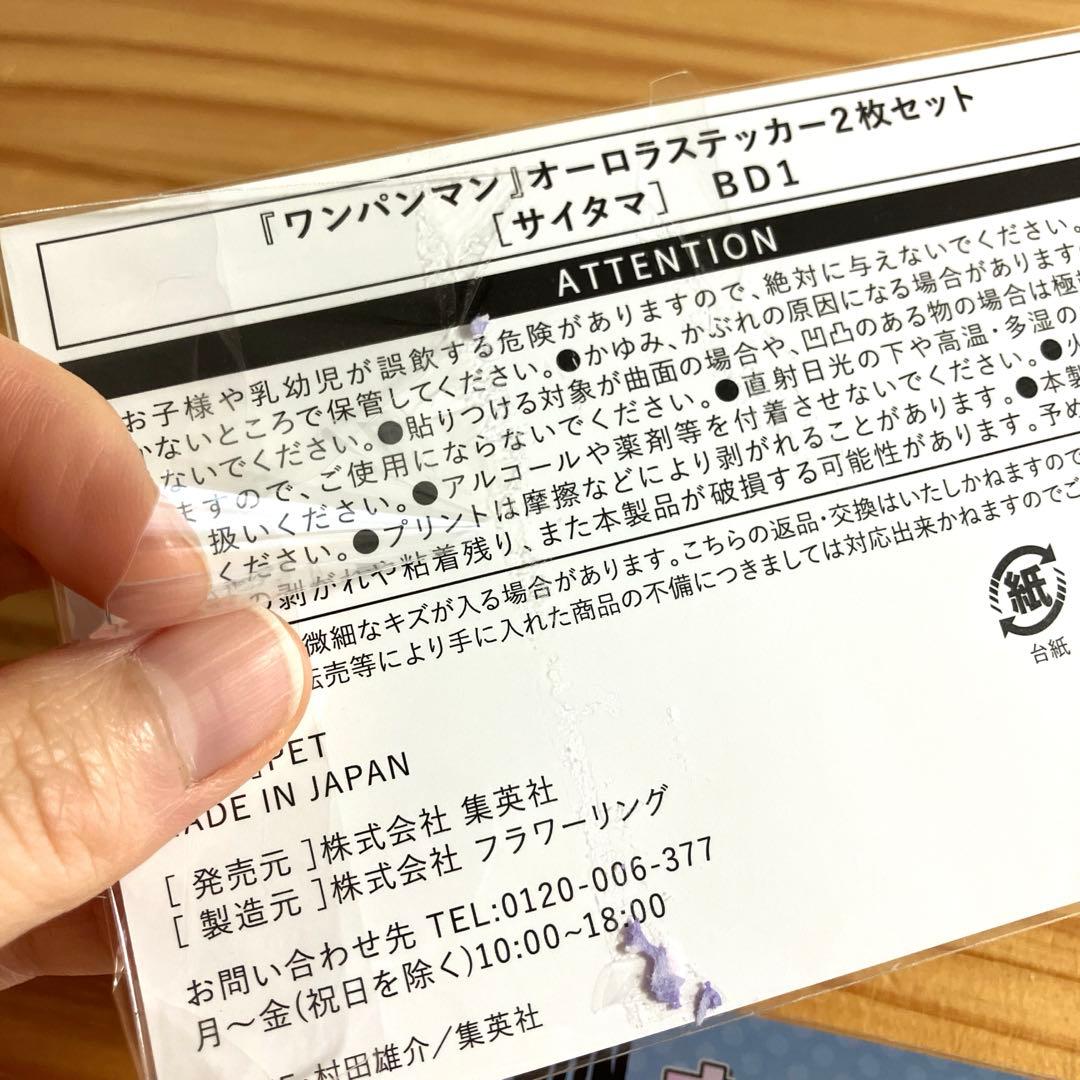 『ワンパンマン』オーロラステッカー2枚セット
[サイタマ] BD1
ATTENTION
お子様や乳幼児が誤飲する危険がありますので、絶対に与えないでください。
かないところで保管してください。●かゆみ、かぶれの原因になる場合があります
ないでください。●貼りつける対象が曲面の場合や、凹凸のある物の場合は極
ますので、ご使用にならないでください。●直射日光の下や高温・多湿の
扱いください。●アルコールや薬剤等を付着させないでください。●火
ください。●プリントは摩擦などにより剥がれることがあります。●本製
の剥がれや粘着残り、また本製品が破損する可能性があります。予め
微細なキズが入る場合があります。こちらの返品・交換はいたしかねますので
転売等により手に入れた商品の不備につきましては対応出来かねますのでご
紙
台紙
PET
MADE IN JAPAN
[ 発売元 ]株式会社 集英社
[ 製造元 ]株式会社 フラワーリング
お問い合わせ先 TEL:0120-006-377
月～金(祝日を除く)10:00~18:00
村田雄介/集英社